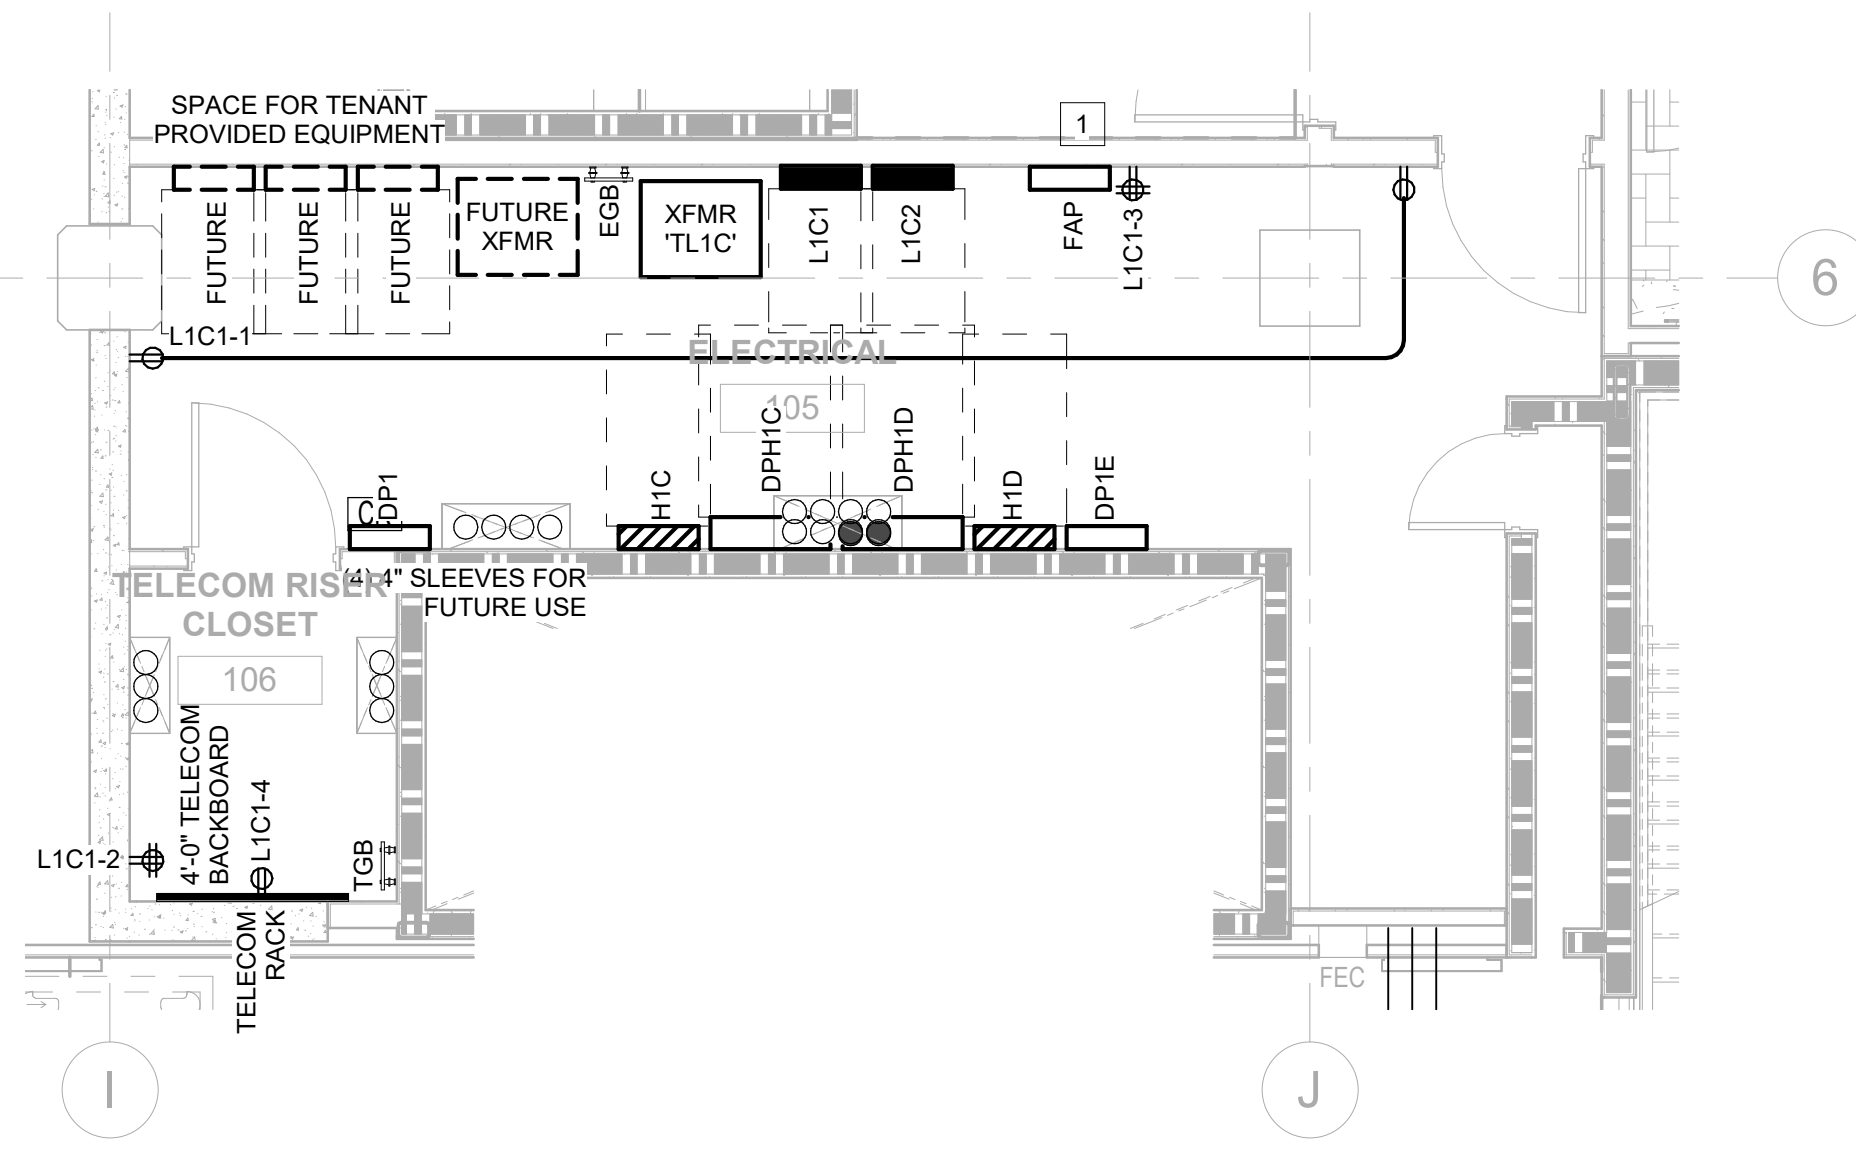 SPACE FOR TENANT
PROVIDED EQUIPMENT
1
FUTURE
FUTURE
FUTURE
FUTURE
XFMR
EGB
XFMR
'TL1C'
L1C1
L1C2
FAP
L1C1-3
6
L1C1-1
ELECTRICAL
105
DP1
C
H1C
DPH1C
DPH1D
H1D
DP1E
TELECOM RISER
CLOSET
(4) 4" SLEEVES FOR
FUTURE USE
106
4'-0" TELECOM
BACKBOARD
L1C1-4
L1C1-2
TGB
TELECOM
RACK
FEC
I
J